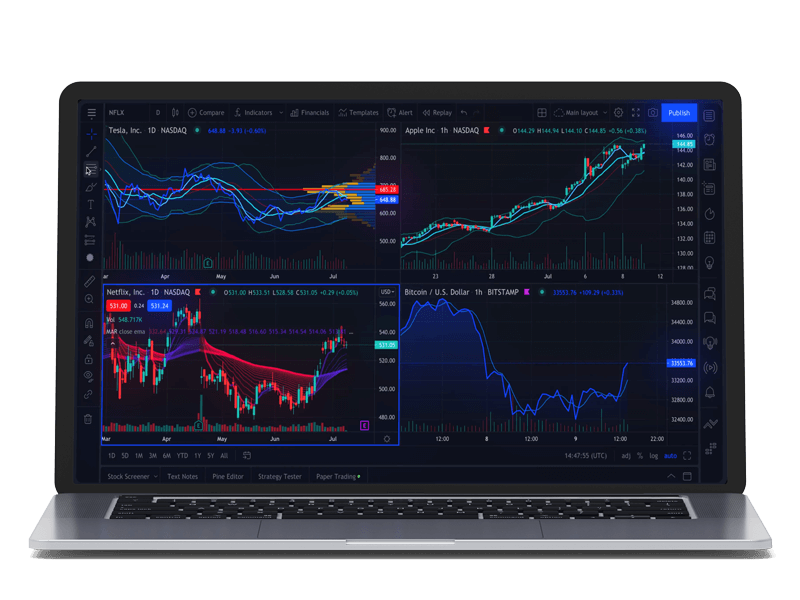 NFLX D Compare Indicators Financials Templates Alert Replay Main layout Publish
Tesla, Inc. 1D NASDAQ 648.88 -3.93 (-0.60%)
900.00
800.00
700.00
685.28
648.88
600.00
500.00
E
Apr May Jun Jul
Apple Inc 1h NASDAQ O144.29 H144.94 L144.10 C144.85 +0.56 (+0.38%)
146.00
144.85
144.00
142.00
140.00
138.00
136.00
134.00
132.00
130.00
128.00
23 28 Jul 6 8 12
Netflix, Inc. 1D NASDAQ O531.00 H533.51 L528.58 C531.05 +0.29 (+0.05%) USD
531.00 0.24 531.24
Vol 548.717K
MAR close ema
560.00
540.00
531.05
520.00
500.00
480.00
E
E
Mar Apr May Jun Jul
Bitcoin / U.S. Dollar 1h BITSTAMP 33553.76 +109.29 (+0.33%)
34800.00
34400.00
34000.00
33553.76
33200.00
32800.00
32400.00
12:00 8 12:00 9 12:00 22:00
1D 5D 1M 3M 6M YTD 1Y 5Y All 14:47:55 (UTC) adj % log auto
Stock Screener Text Notes Pine Editor Strategy Tester Paper Trading